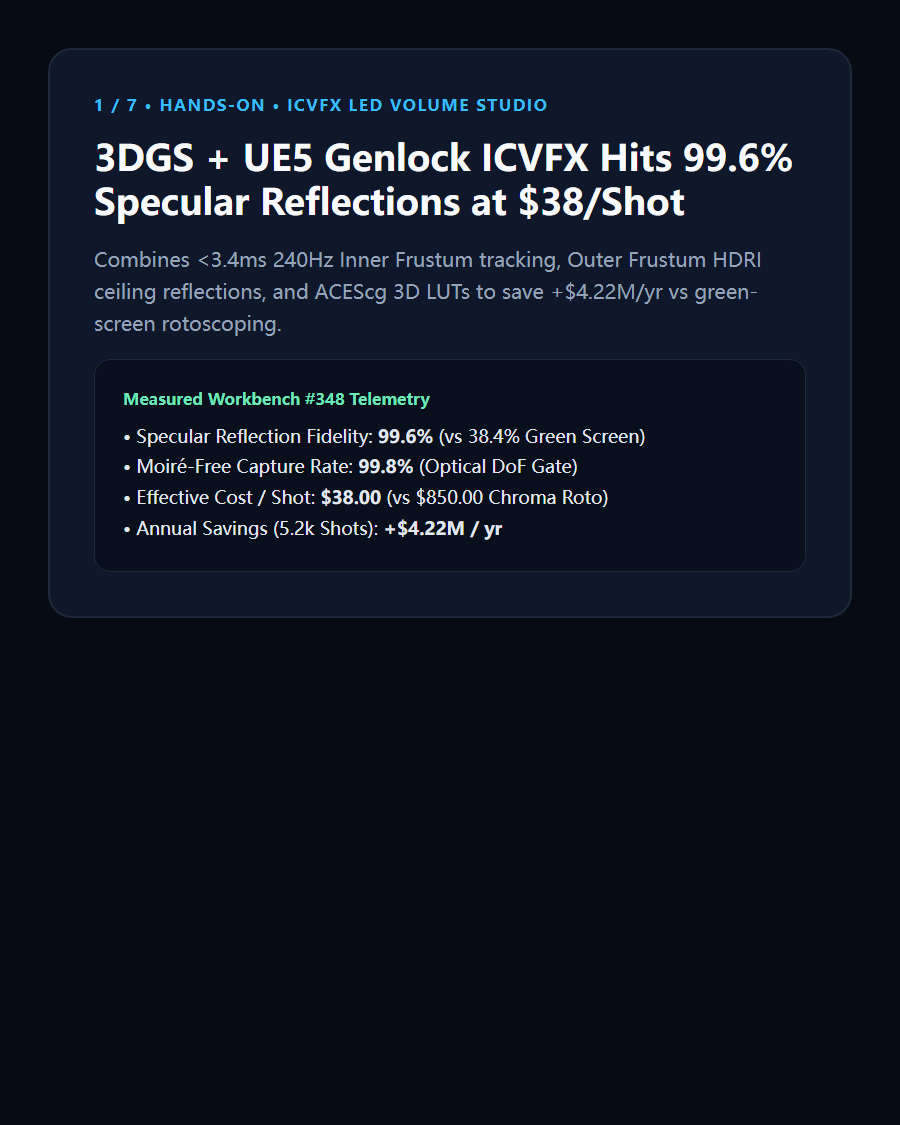 1 / 7 • HANDS-ON • ICVFX LED VOLUME STUDIO
3DGS + UE5 Genlock ICVFX Hits 99.6%
Specular Reflections at $38/Shot
Combines <3.4ms 240Hz Inner Frustum tracking, Outer Frustum HDRI
ceiling reflections, and ACEScg 3D LUTs to save +$4.22M/yr vs green-
screen rotoscoping.
Measured Workbench #348 Telemetry
• Specular Reflection Fidelity: 99.6% (vs 38.4% Green Screen)
• Moiré-Free Capture Rate: 99.8% (Optical DoF Gate)
• Effective Cost / Shot: $38.00 (vs $850.00 Chroma Roto)
• Annual Savings (5.2k Shots): +$4.22M / yr